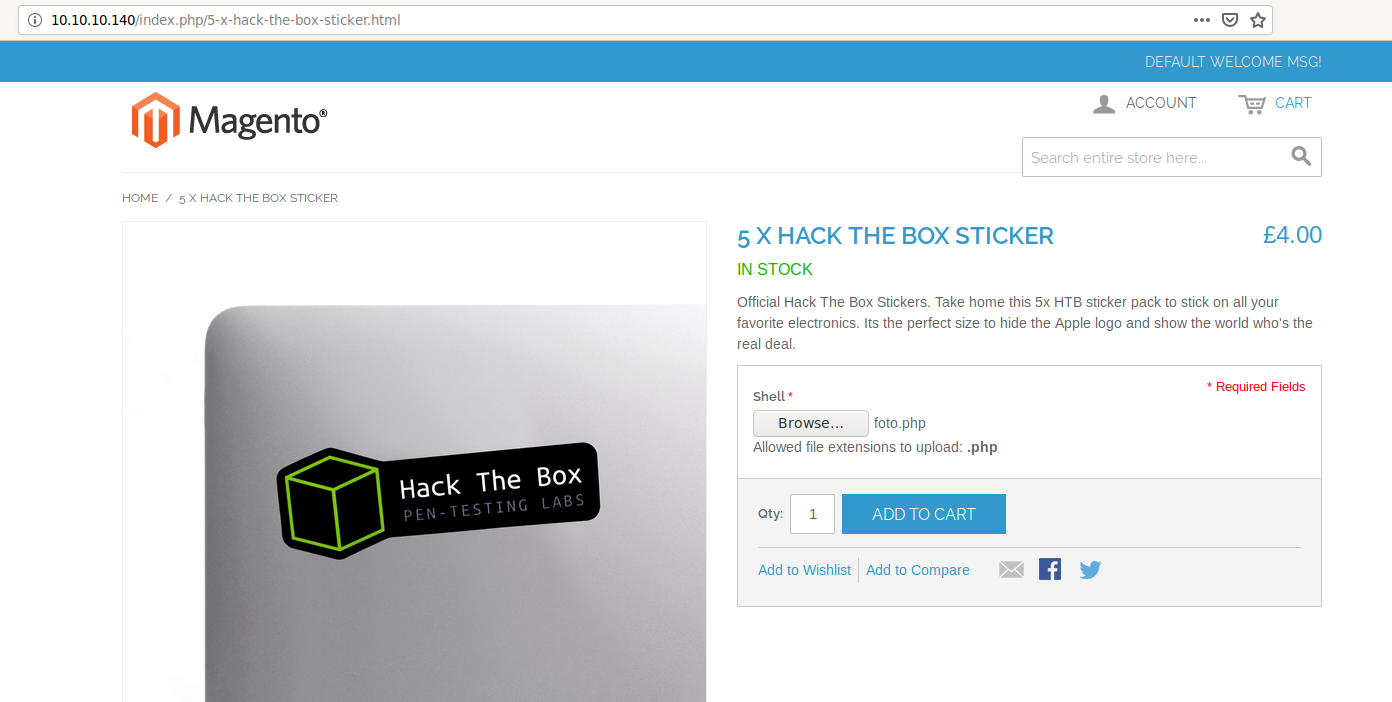 10.10.10.140/index.php/5-x-hack-the-box-sticker.html
DEFAULT WELCOME MSG!
Magento®
ACCOUNT
CART
Search entire store here...
HOME / 5 X HACK THE BOX STICKER
Hack The Box
PEN-TESTING LABS
5 X HACK THE BOX STICKER £4.00
IN STOCK
Official Hack The Box Stickers. Take home this 5x HTB sticker pack to stick on all your
favorite electronics. Its the perfect size to hide the Apple logo and show the world who's the
real deal.
* Required Fields
Shell *
Browse... foto.php
Allowed file extensions to upload: .php
Qty: 1 ADD TO CART
Add to Wishlist Add to Compare